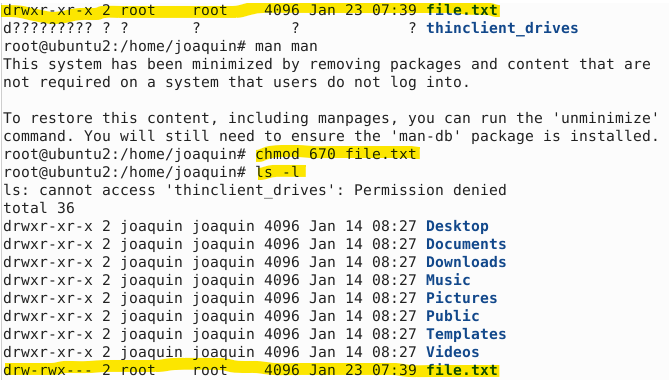 drwxr-xr-x 2 root    root    4096 Jan 23 07:39 file.txt
d????????? ? ?       ?          ?            ? thinclient_drives
root@ubuntu2:/home/joaquin# man man
This system has been minimized by removing packages and content that are
not required on a system that users do not log into.

To restore this content, including manpages, you can run the 'unminimize'
command. You will still need to ensure the 'man-db' package is installed.
root@ubuntu2:/home/joaquin# chmod 670 file.txt
root@ubuntu2:/home/joaquin# ls -l
ls: cannot access 'thinclient_drives': Permission denied
total 36
drwxr-xr-x 2 joaquin joaquin 4096 Jan 14 08:27 Desktop
drwxr-xr-x 2 joaquin joaquin 4096 Jan 14 08:27 Documents
drwxr-xr-x 2 joaquin joaquin 4096 Jan 14 08:27 Downloads
drwxr-xr-x 2 joaquin joaquin 4096 Jan 14 08:27 Music
drwxr-xr-x 2 joaquin joaquin 4096 Jan 14 08:27 Pictures
drwxr-xr-x 2 joaquin joaquin 4096 Jan 14 08:27 Public
drwxr-xr-x 2 joaquin joaquin 4096 Jan 14 08:27 Templates
drwxr-xr-x 2 joaquin joaquin 4096 Jan 14 08:27 Videos
drw-rwx--- 2 root    root    4096 Jan 23 07:39 file.txt